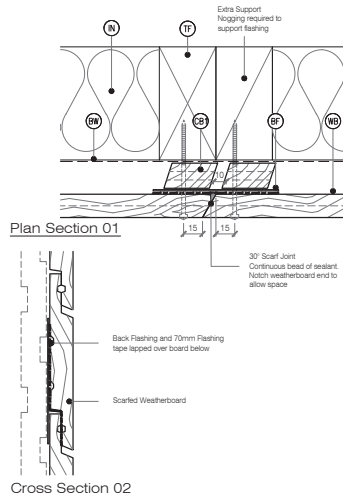 Extra Support
Nogging required to
support flashing
IN
TF
BW
CB1
BF
WB
10
Plan Section 01
15
15
30° Scarf Joint
Continuous bead of sealant.
Notch weatherboard end to
allow space
Back Flashing and 70mm Flashing
tape lapped over board below
Scarfed Weatherboard
Cross Section 02